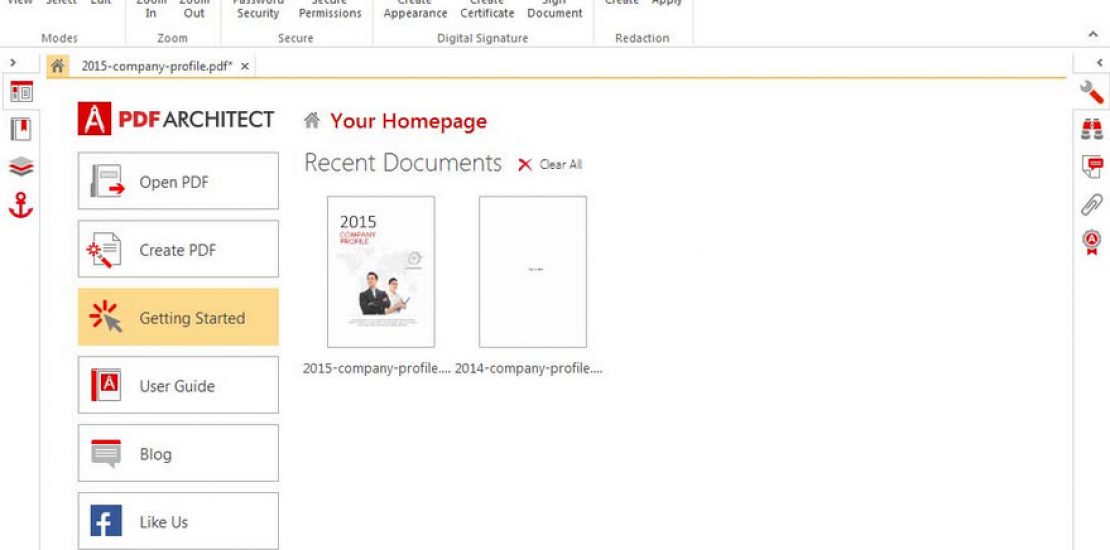 View Select Edit Zoom In Zoom Out Password Security Secure Permissions Create Appearance Create Certificate Sign Document Create Apply
Modes Zoom Secure Digital Signature Redaction
2015-company-profile.pdf* ×
PDF ARCHITECT
Your Homepage
Recent Documents
Clear All
Open PDF
Create PDF
Getting Started
User Guide
Blog
Like Us
2015
COMPANY
PROFILE
2015-company-profile.... 2014-company-profile....